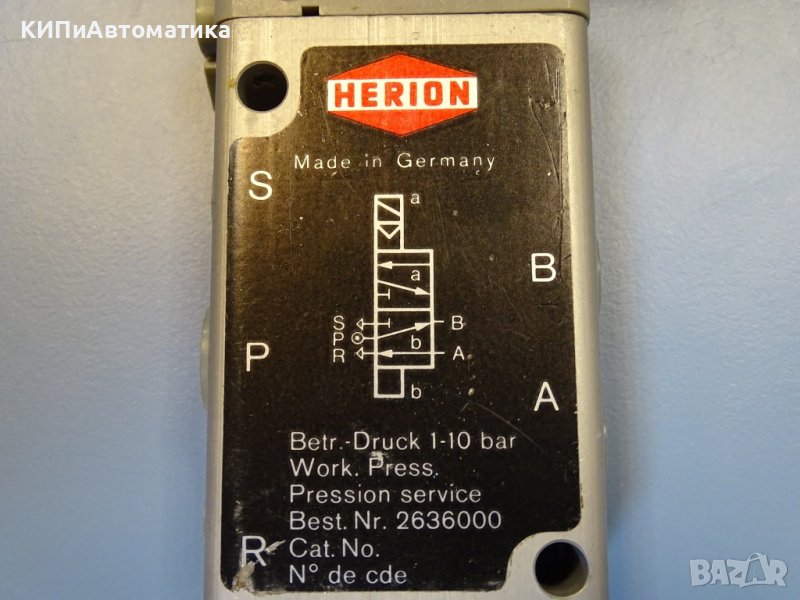 КИПиАвтоматика
HERION
Made in Germany
S
a
B
a
S B
P
R b A
P
b
A
Betr.-Druck 1-10 bar
Work. Press.
Pression service
Best. Nr. 2636000
R Cat. No.
N° de cde
BAZAR